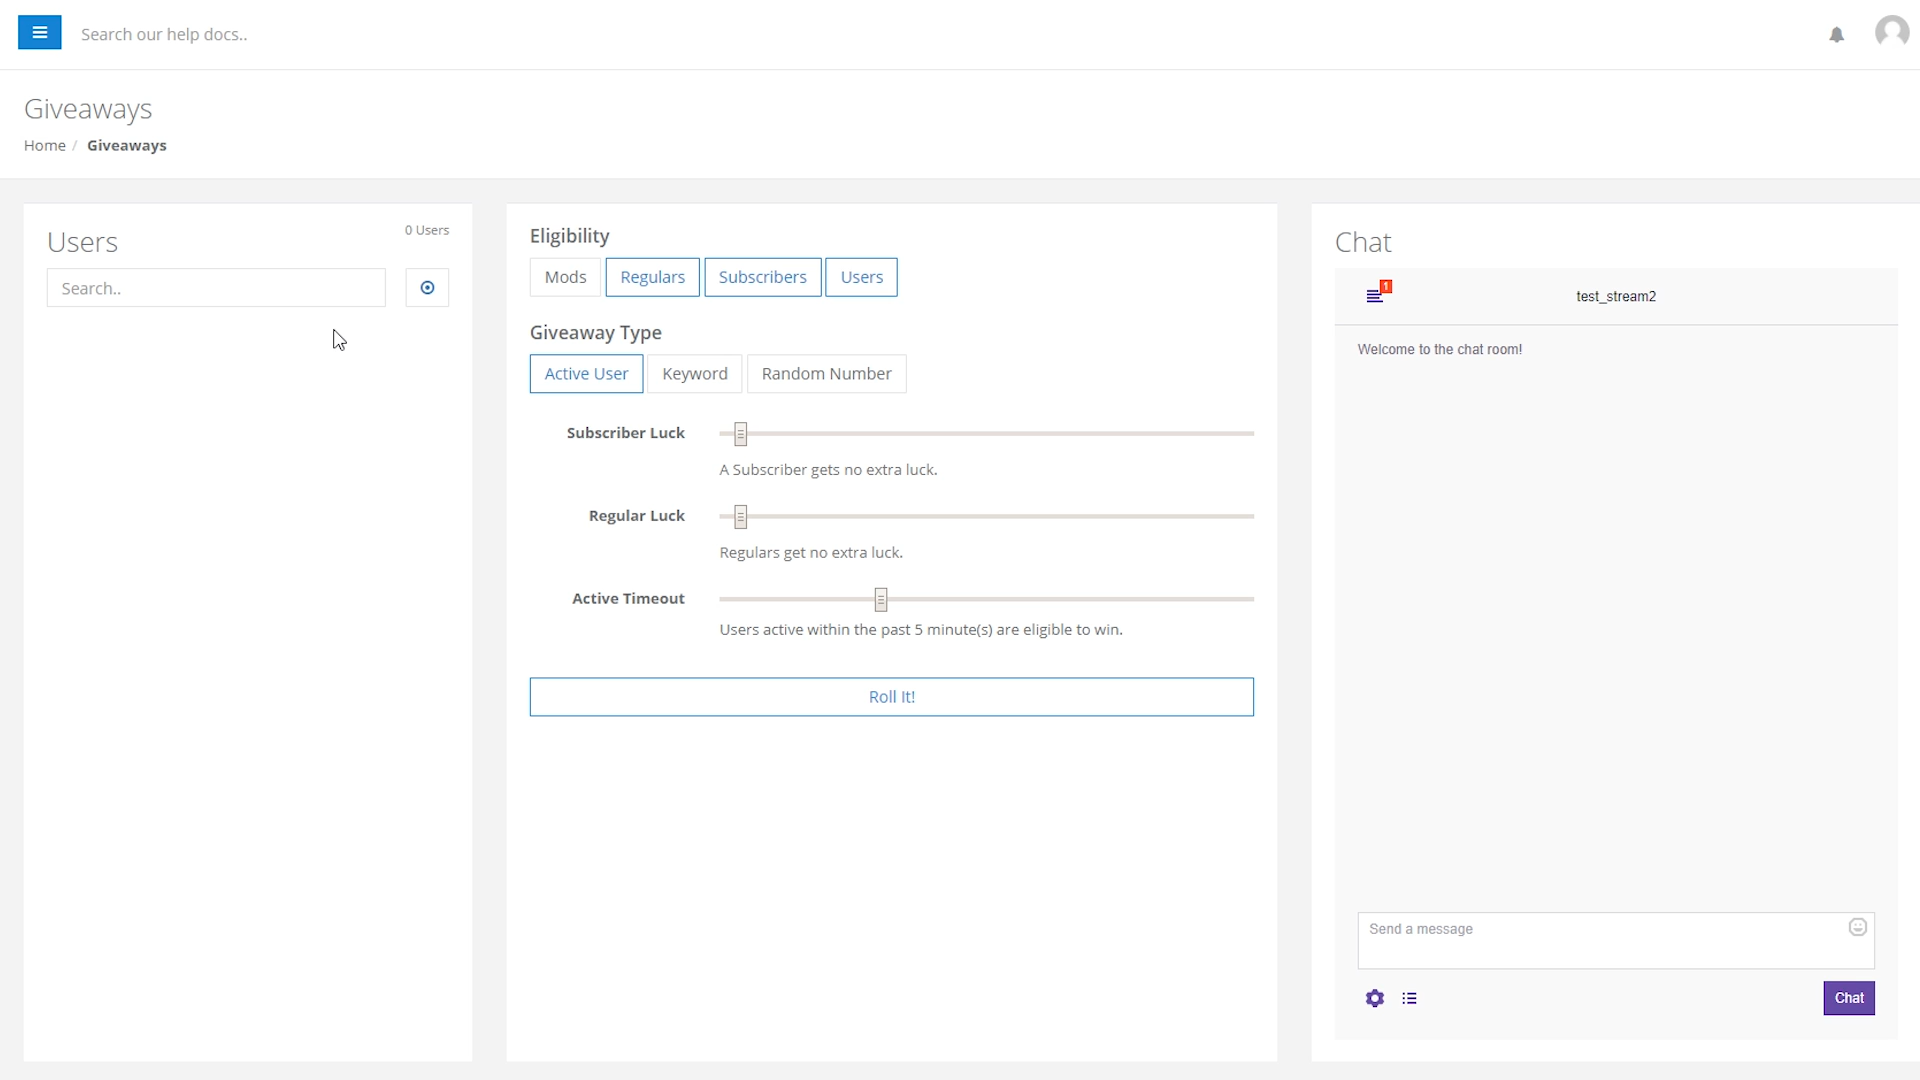 Search our help docs..
Giveaways
Home / Giveaways
Users
0 Users
Search..
Eligibility
Mods
Regulars
Subscribers
Users
Giveaway Type
Active User
Keyword
Random Number
Subscriber Luck
A Subscriber gets no extra luck.
Regular Luck
Regulars get no extra luck.
Active Timeout
Users active within the past 5 minute(s) are eligible to win.
Roll It!
Chat
1
test_stream2
Welcome to the chat room!
Send a message
Chat